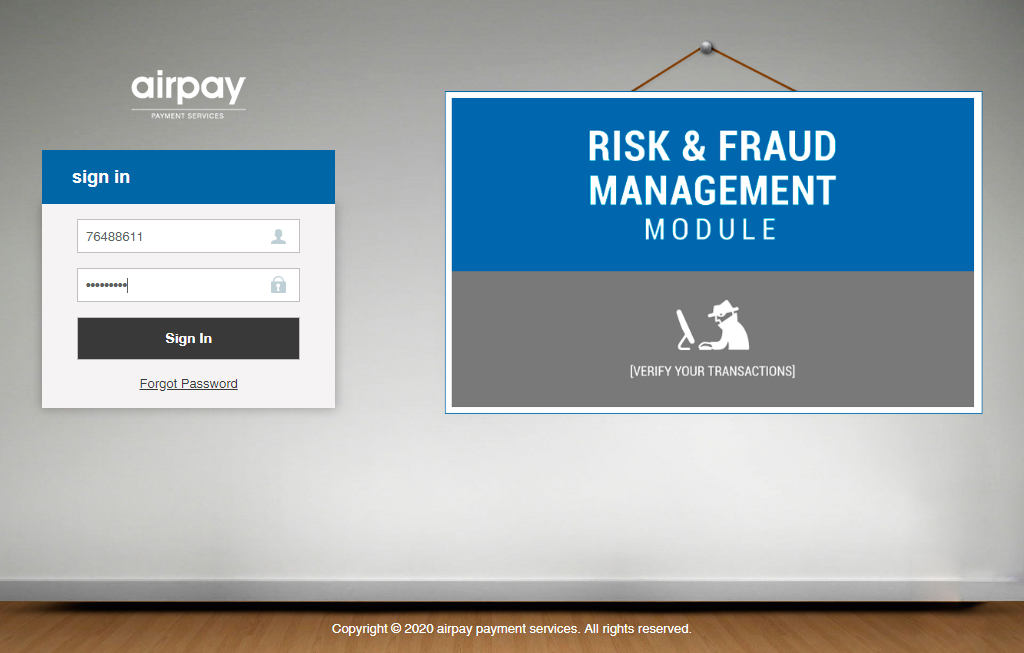 airpay
PAYMENT SERVICES
sign in
76488611
•••••••••
Sign In
Forgot Password
RISK & FRAUD
MANAGEMENT
MODULE
[VERIFY YOUR TRANSACTIONS]
Copyright © 2020 airpay payment services. All rights reserved.